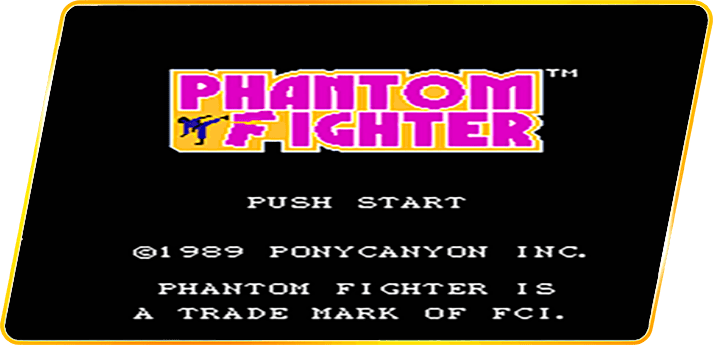 PHANTOM™
FIGHTER
PUSH START
©1989 PONYCANYON INC.
PHANTOM FIGHTER IS
A TRADE MARK OF FCI.